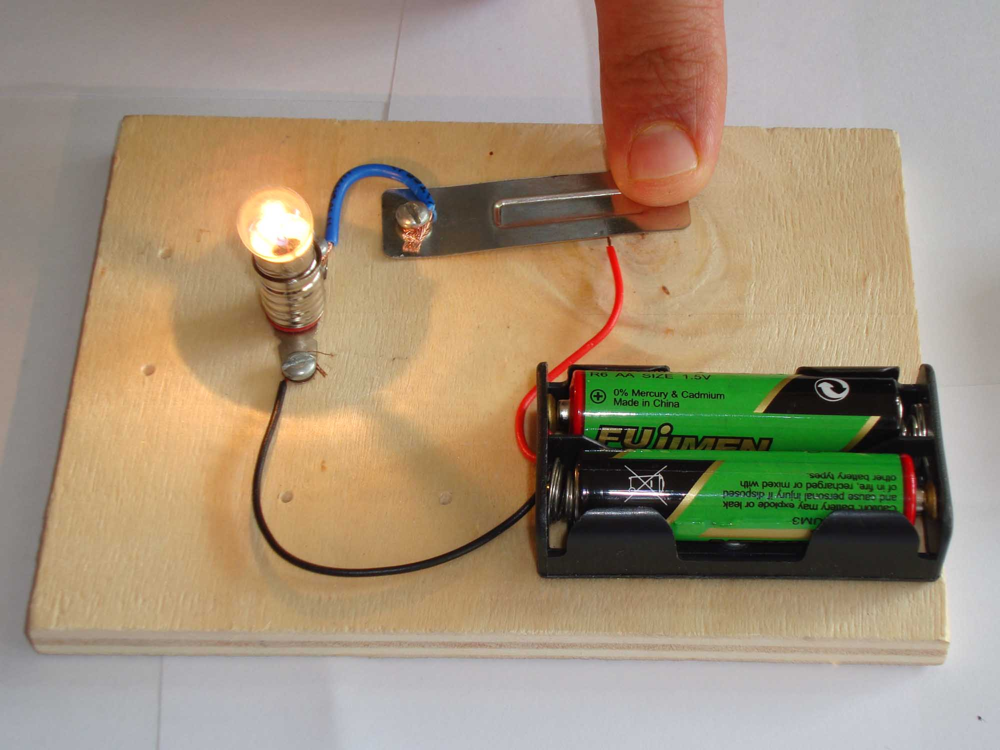 R6 AA SIZE 1.5V
0% Mercury & Cadmium
Made in China
FUJIMEN
UM3
Caution: Battery may explode or leak
and cause personal injury if disposed
of in fire, recharged or mixed with
other battery types.